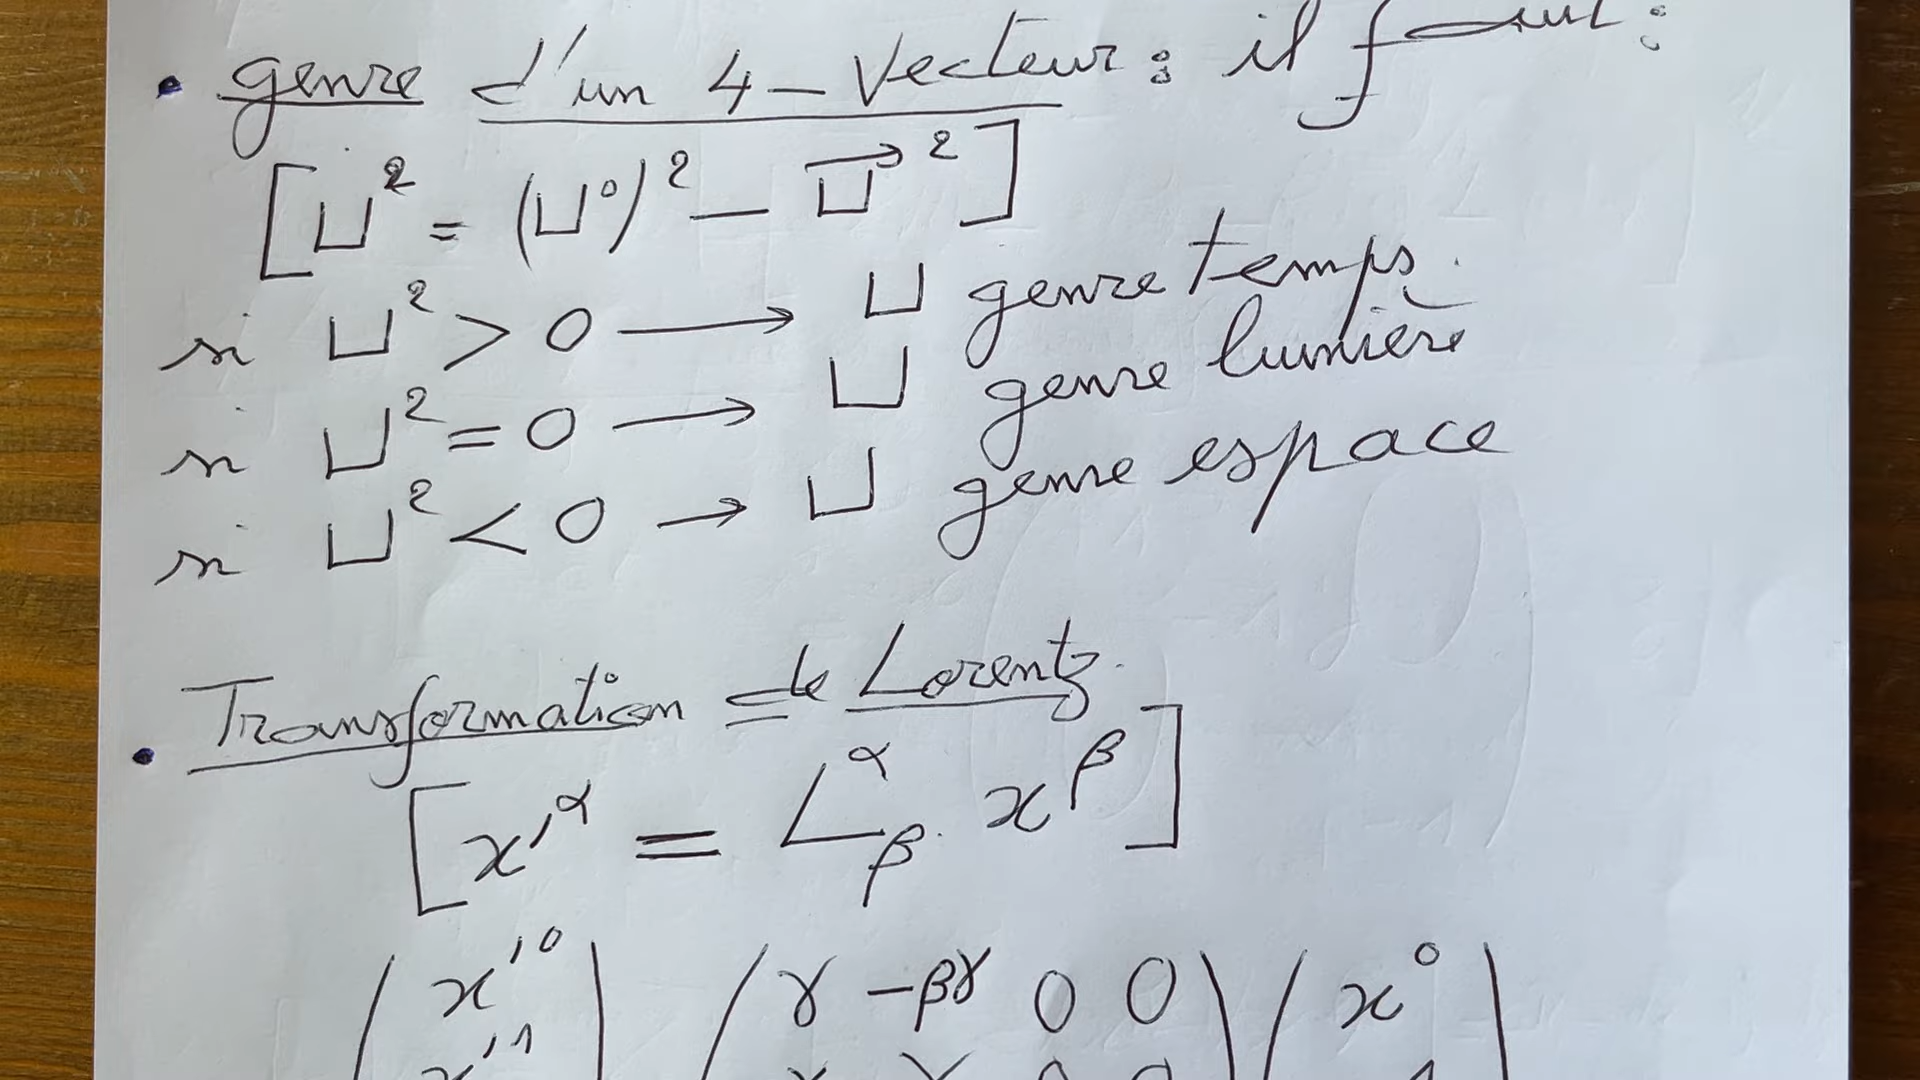 • genre d'un 4-Vecteur : il faut :
[U² = (U⁰)² – U⃗²]
si U² > 0 → U genre temps.
si U² = 0 → U genre lumière
si U² < 0 → U genre espace
• Transformation de Lorentz.
[x'^α = L^α_β x^β]
(x'⁰) (γ -βγ 0 0) (x⁰)
x'¹